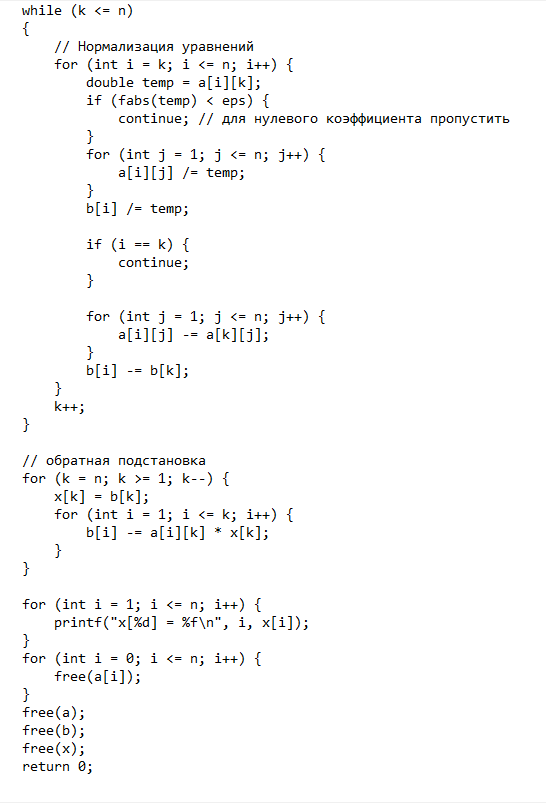 while (k <= n)
{
    // Нормализация уравнений
    for (int i = k; i <= n; i++) {
        double temp = a[i][k];
        if (fabs(temp) < eps) {
            continue; // для нулевого коэффициента пропустить
        }
        for (int j = 1; j <= n; j++) {
            a[i][j] /= temp;
        }
        b[i] /= temp;

        if (i == k) {
            continue;
        }

        for (int j = 1; j <= n; j++) {
            a[i][j] -= a[k][j];
        }
        b[i] -= b[k];
    }
    k++;
}

// обратная подстановка
for (k = n; k >= 1; k--) {
    x[k] = b[k];
    for (int i = 1; i <= k; i++) {
        b[i] -= a[i][k] * x[k];
    }
}

for (int i = 1; i <= n; i++) {
    printf("x[%d] = %f\n", i, x[i]);
}
for (int i = 0; i <= n; i++) {
    free(a[i]);
}
free(a);
free(b);
free(x);
return 0;